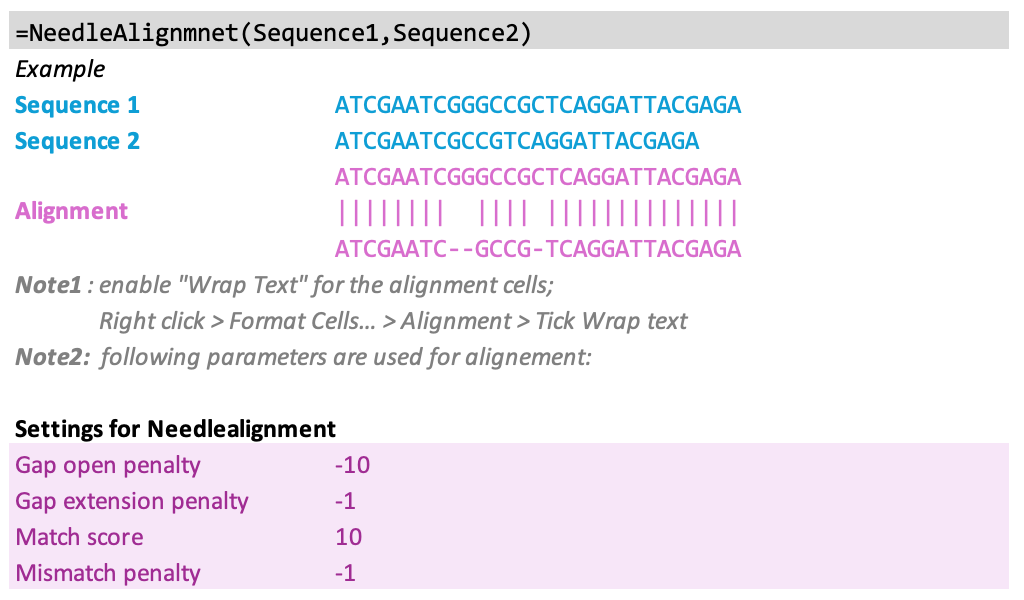 =NeedleAlignmnet(Sequence1,Sequence2)
Example
Sequence 1 ATCGAATCGGGCCGCTCAGGATTACGAGA
Sequence 2 ATCGAATCGCCGTCAGGATTACGAGA
ATCGAATCGGGCCGCTCAGGATTACGAGA
Alignment |||||||| |||| ||||||||||||||
ATCGAATC--GCCG-TCAGGATTACGAGA
Note1 : enable "Wrap Text" for the alignment cells;
Right click > Format Cells... > Alignment > Tick Wrap text
Note2: following parameters are used for alignement:
Settings for Needlealignment
Gap open penalty -10
Gap extension penalty -1
Match score 10
Mismatch penalty -1